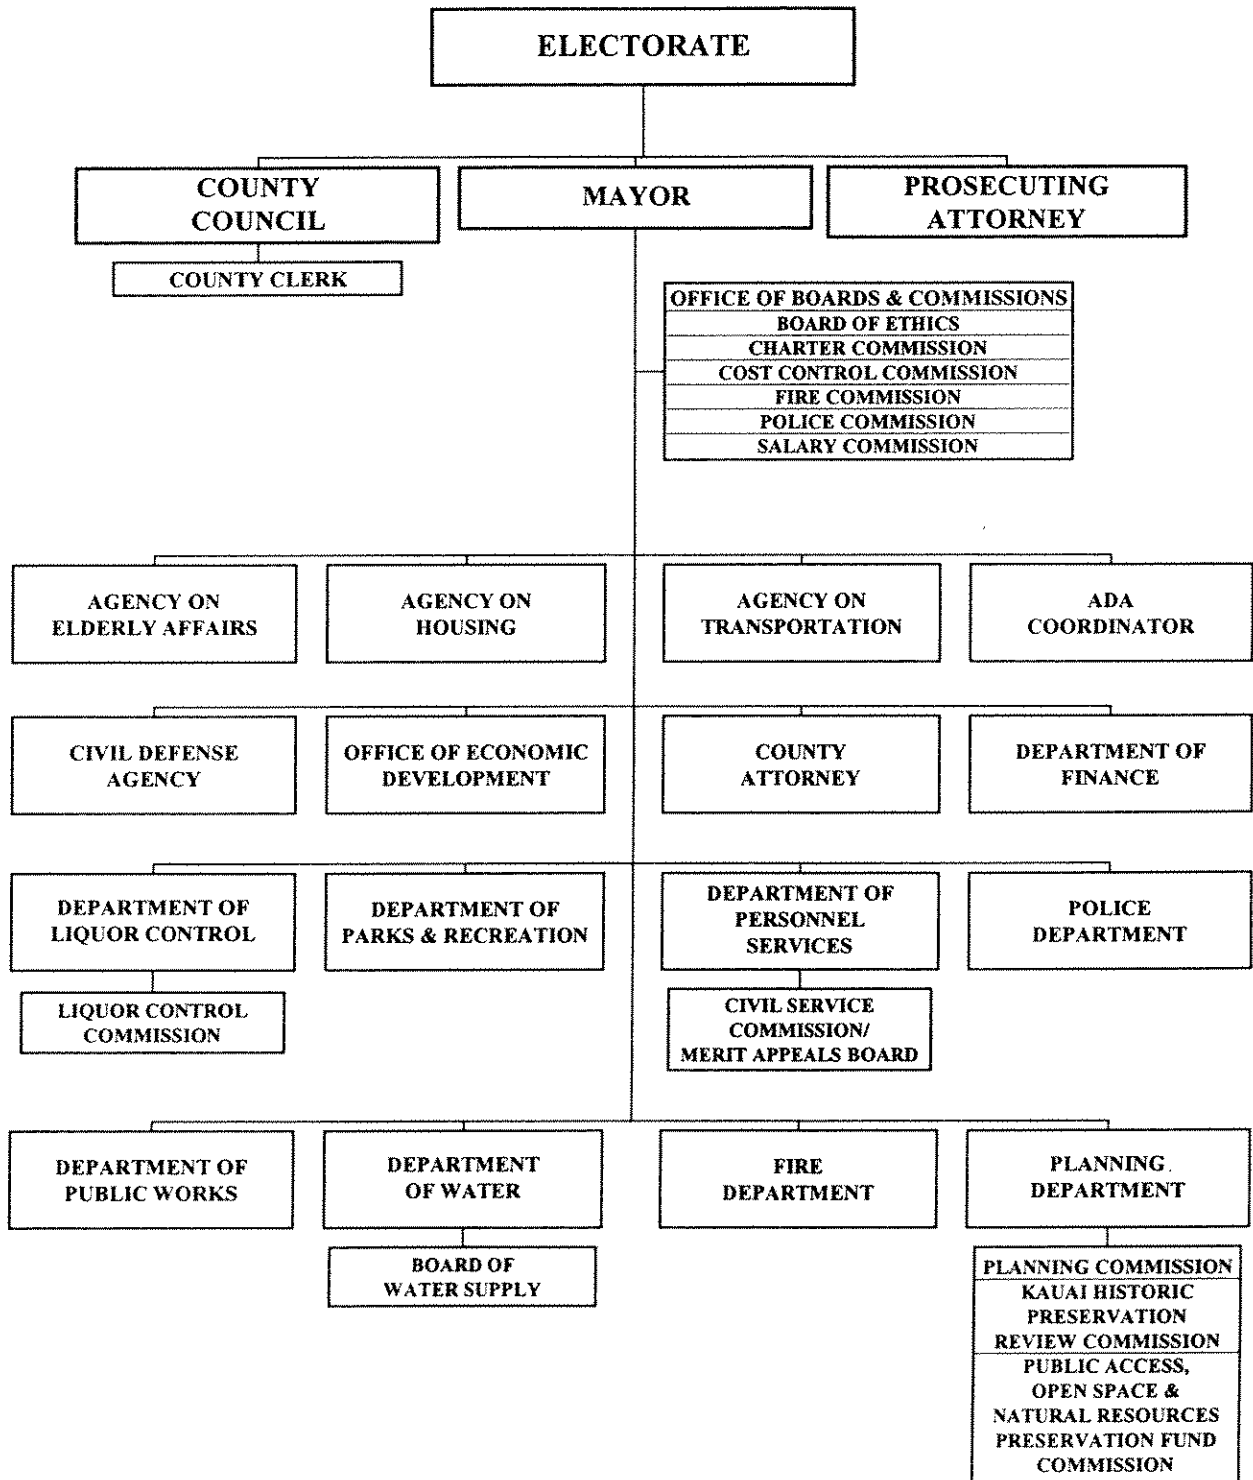 ELECTORATE
COUNTY
COUNCIL
MAYOR
PROSECUTING
ATTORNEY
COUNTY CLERK
OFFICE OF BOARDS & COMMISSIONS
BOARD OF ETHICS
CHARTER COMMISSION
COST CONTROL COMMISSION
FIRE COMMISSION
POLICE COMMISSION
SALARY COMMISSION
AGENCY ON
ELDERLY AFFAIRS
AGENCY ON
HOUSING
AGENCY ON
TRANSPORTATION
ADA
COORDINATOR
CIVIL DEFENSE
AGENCY
OFFICE OF ECONOMIC
DEVELOPMENT
COUNTY
ATTORNEY
DEPARTMENT OF
FINANCE
DEPARTMENT OF
LIQUOR CONTROL
DEPARTMENT OF
PARKS & RECREATION
DEPARTMENT OF
PERSONNEL
SERVICES
POLICE
DEPARTMENT
LIQUOR CONTROL
COMMISSION
CIVIL SERVICE
COMMISSION/
MERIT APPEALS BOARD
DEPARTMENT OF
PUBLIC WORKS
DEPARTMENT
OF WATER
FIRE
DEPARTMENT
PLANNING
DEPARTMENT
BOARD OF
WATER SUPPLY
PLANNING COMMISSION
KAUAI HISTORIC
PRESERVATION
REVIEW COMMISSION
PUBLIC ACCESS,
OPEN SPACE &
NATURAL RESOURCES
PRESERVATION FUND
COMMISSION